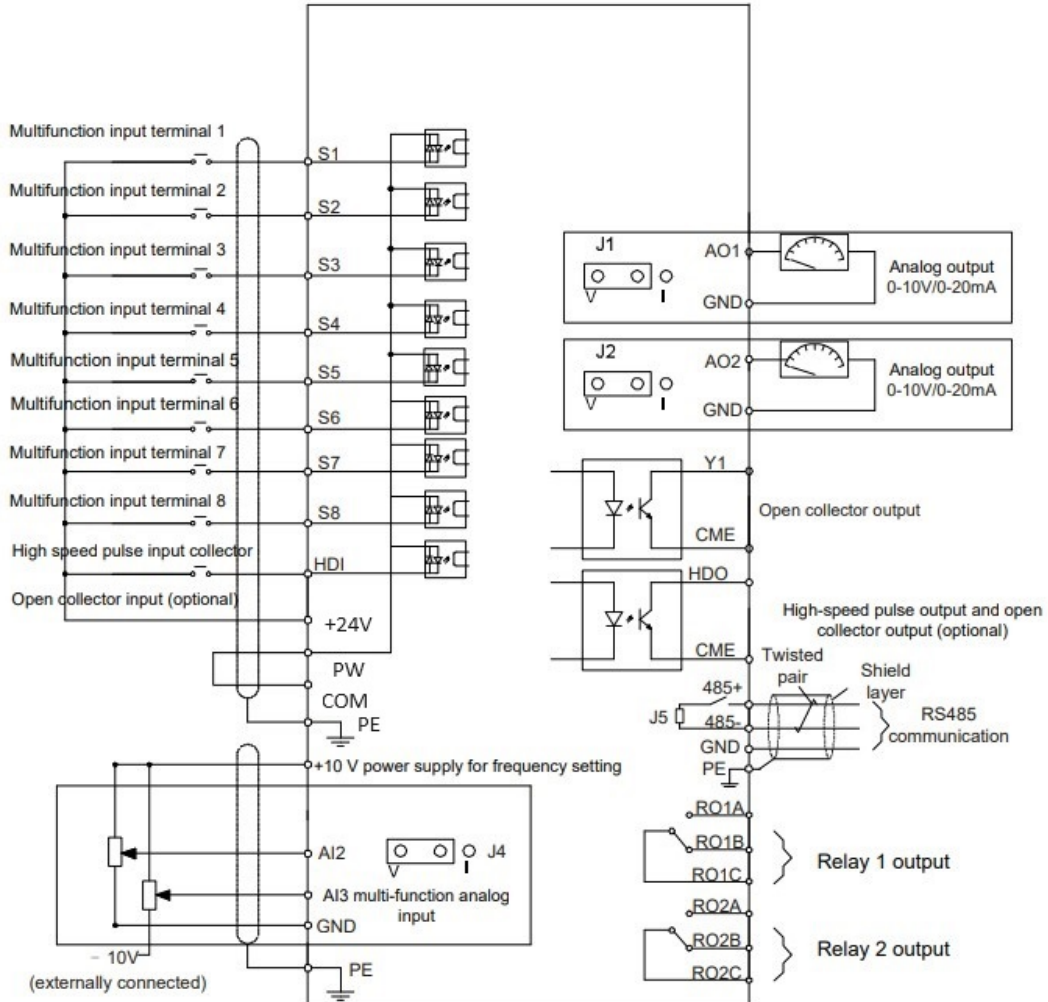 Multifunction input terminal 1
S1
Multifunction input terminal 2
S2
Multifunction input terminal 3
S3
Multifunction input terminal 4
S4
Multifunction input terminal 5
S5
Multifunction input terminal 6
S6
Multifunction input terminal 7
S7
Multifunction input terminal 8
S8
High speed pulse input collector
HDI
Open collector input (optional)
+24V
PW
COM
PE
+10 V power supply for frequency setting
AI2
V
I
J4
AI3 multi-function analog
input
GND
- 10V
(externally connected)
PE
J1
V
I
AO1
GND
Analog output
0-10V/0-20mA
J2
V
I
AO2
GND
Analog output
0-10V/0-20mA
Y1
CME
Open collector output
HDO
CME
High-speed pulse output and open
collector output (optional)
Twisted
pair
Shield
layer
485+
J5
485-
GND
PE
RS485
communication
RO1A
RO1B
RO1C
Relay 1 output
RO2A
RO2B
RO2C
Relay 2 output